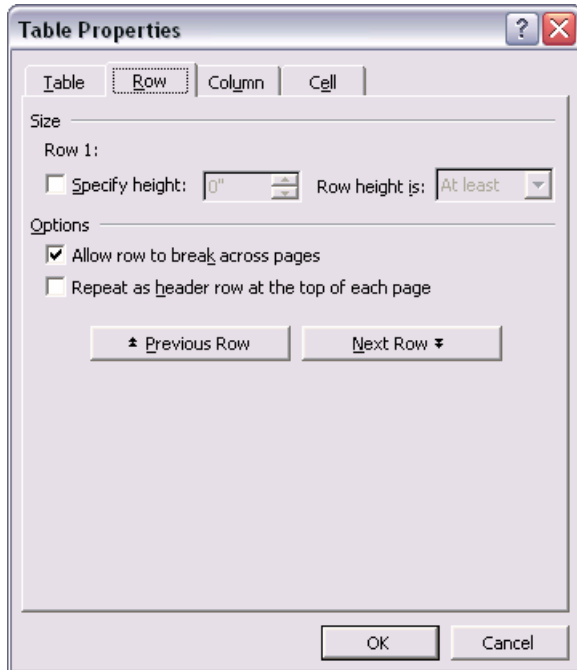 Table Properties
Table Row Column Cell
Size
Row 1:
Specify height: 0" Row height is: At least
Options
Allow row to break across pages
Repeat as header row at the top of each page
Previous Row Next Row
OK Cancel